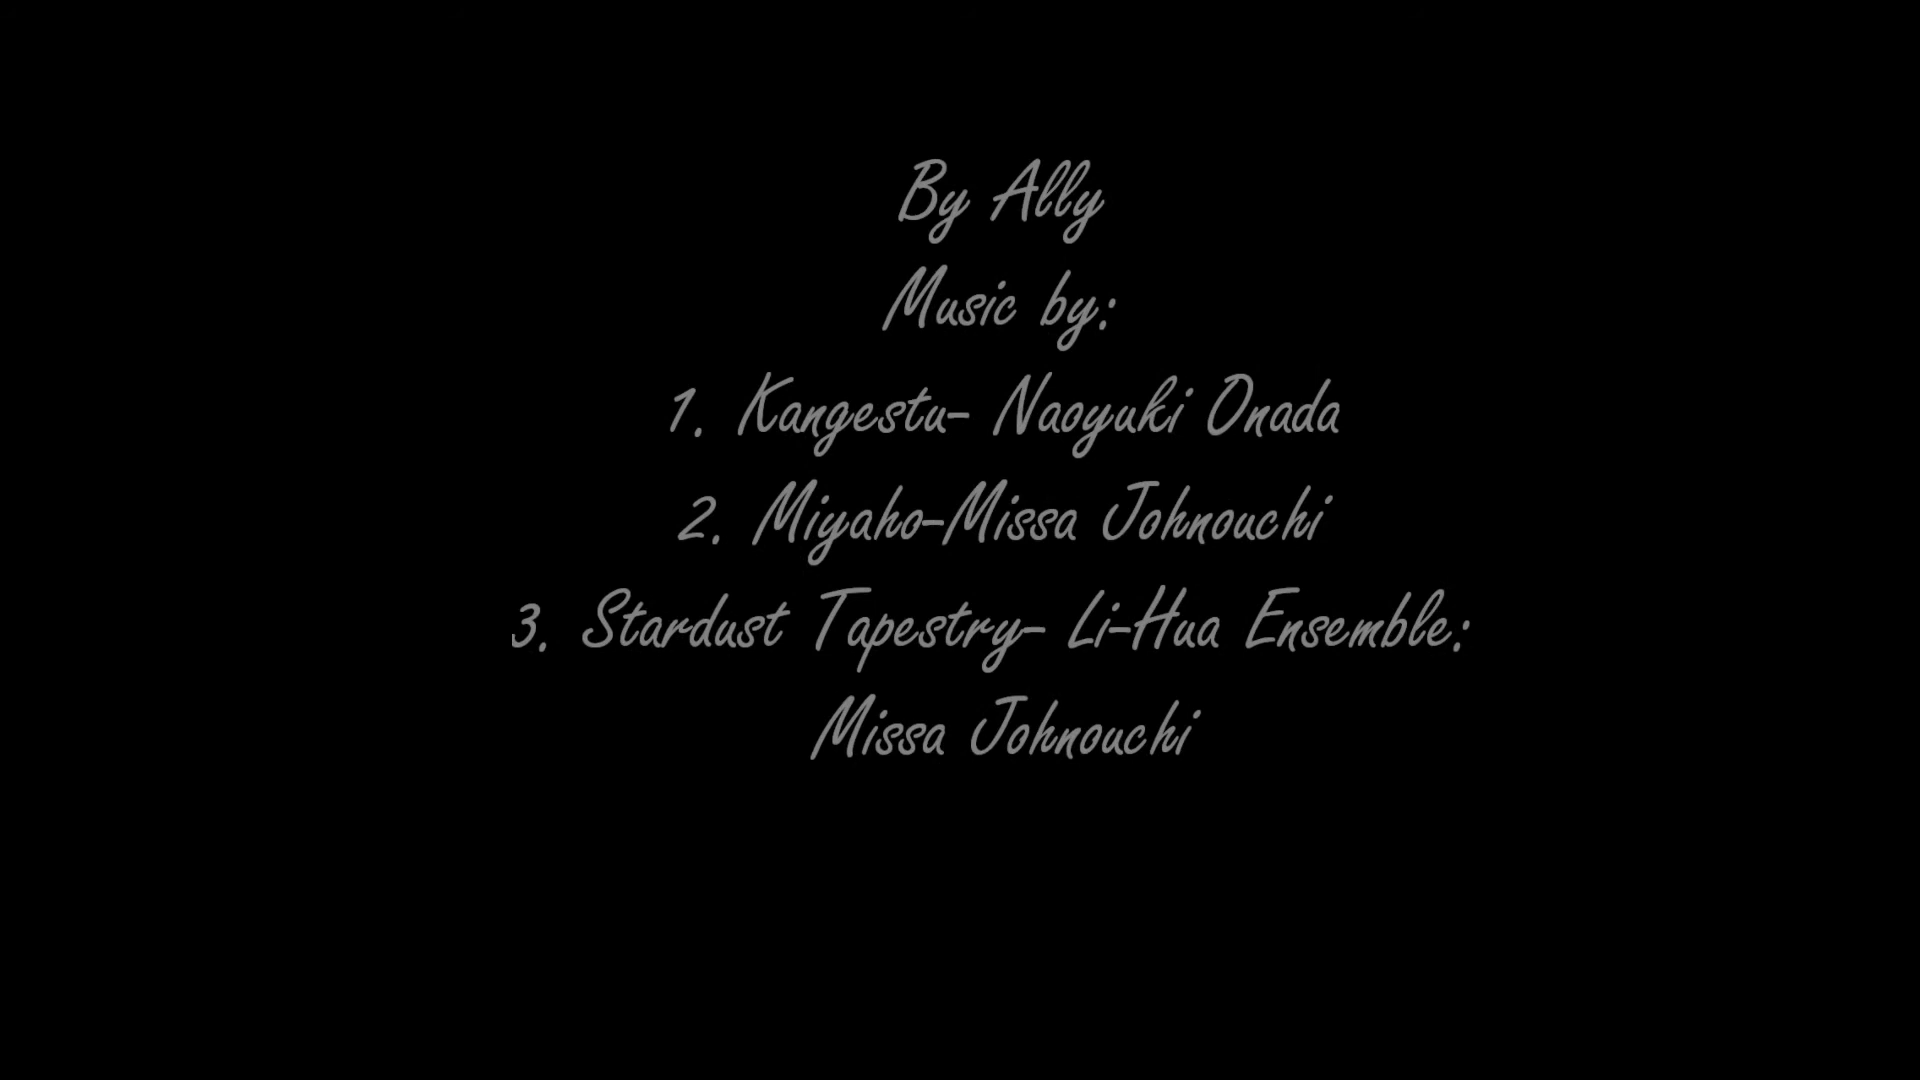 By Ally
Music by:
1. Kangestu- Naoyuki Onada
2. Miyaho-Missa Johnouchi
3. Stardust Tapestry- Li-Hua Ensemble:
Missa Johnouchi